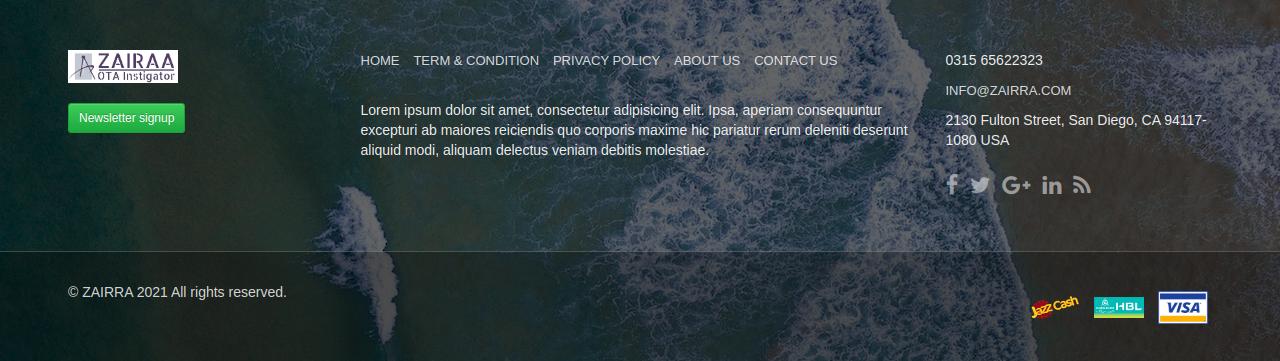 ZAIRAA
OTA Instigator
Newsletter signup
HOME TERM & CONDITION PRIVACY POLICY ABOUT US CONTACT US
Lorem ipsum dolor sit amet, consectetur adipisicing elit. Ipsa, aperiam consequuntur
excepturi ab maiores reiciendis quo corporis maxime hic pariatur rerum deleniti deserunt
aliquid modi, aliquam delectus veniam debitis molestiae.
0315 65622323
INFO@ZAIRRA.COM
2130 Fulton Street, San Diego, CA 94117-
1080 USA
© ZAIRRA 2021 All rights reserved.
Jazz Cash
HBL
VISA